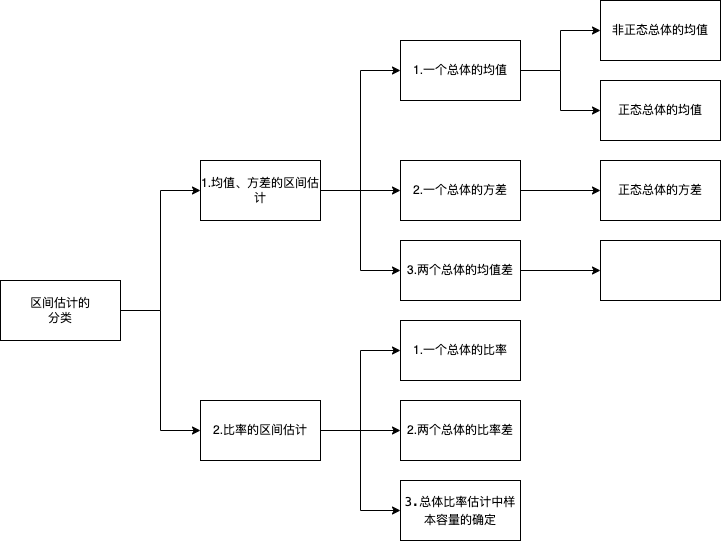 非正态总体的均值
1.一个总体的均值
正态总体的均值
1.均值、方差的区间估
计
2.一个总体的方差
正态总体的方差
3.两个总体的均值差
区间估计的
分类
1.一个总体的比率
2.比率的区间估计
2.两个总体的比率差
3.总体比率估计中样
本容量的确定